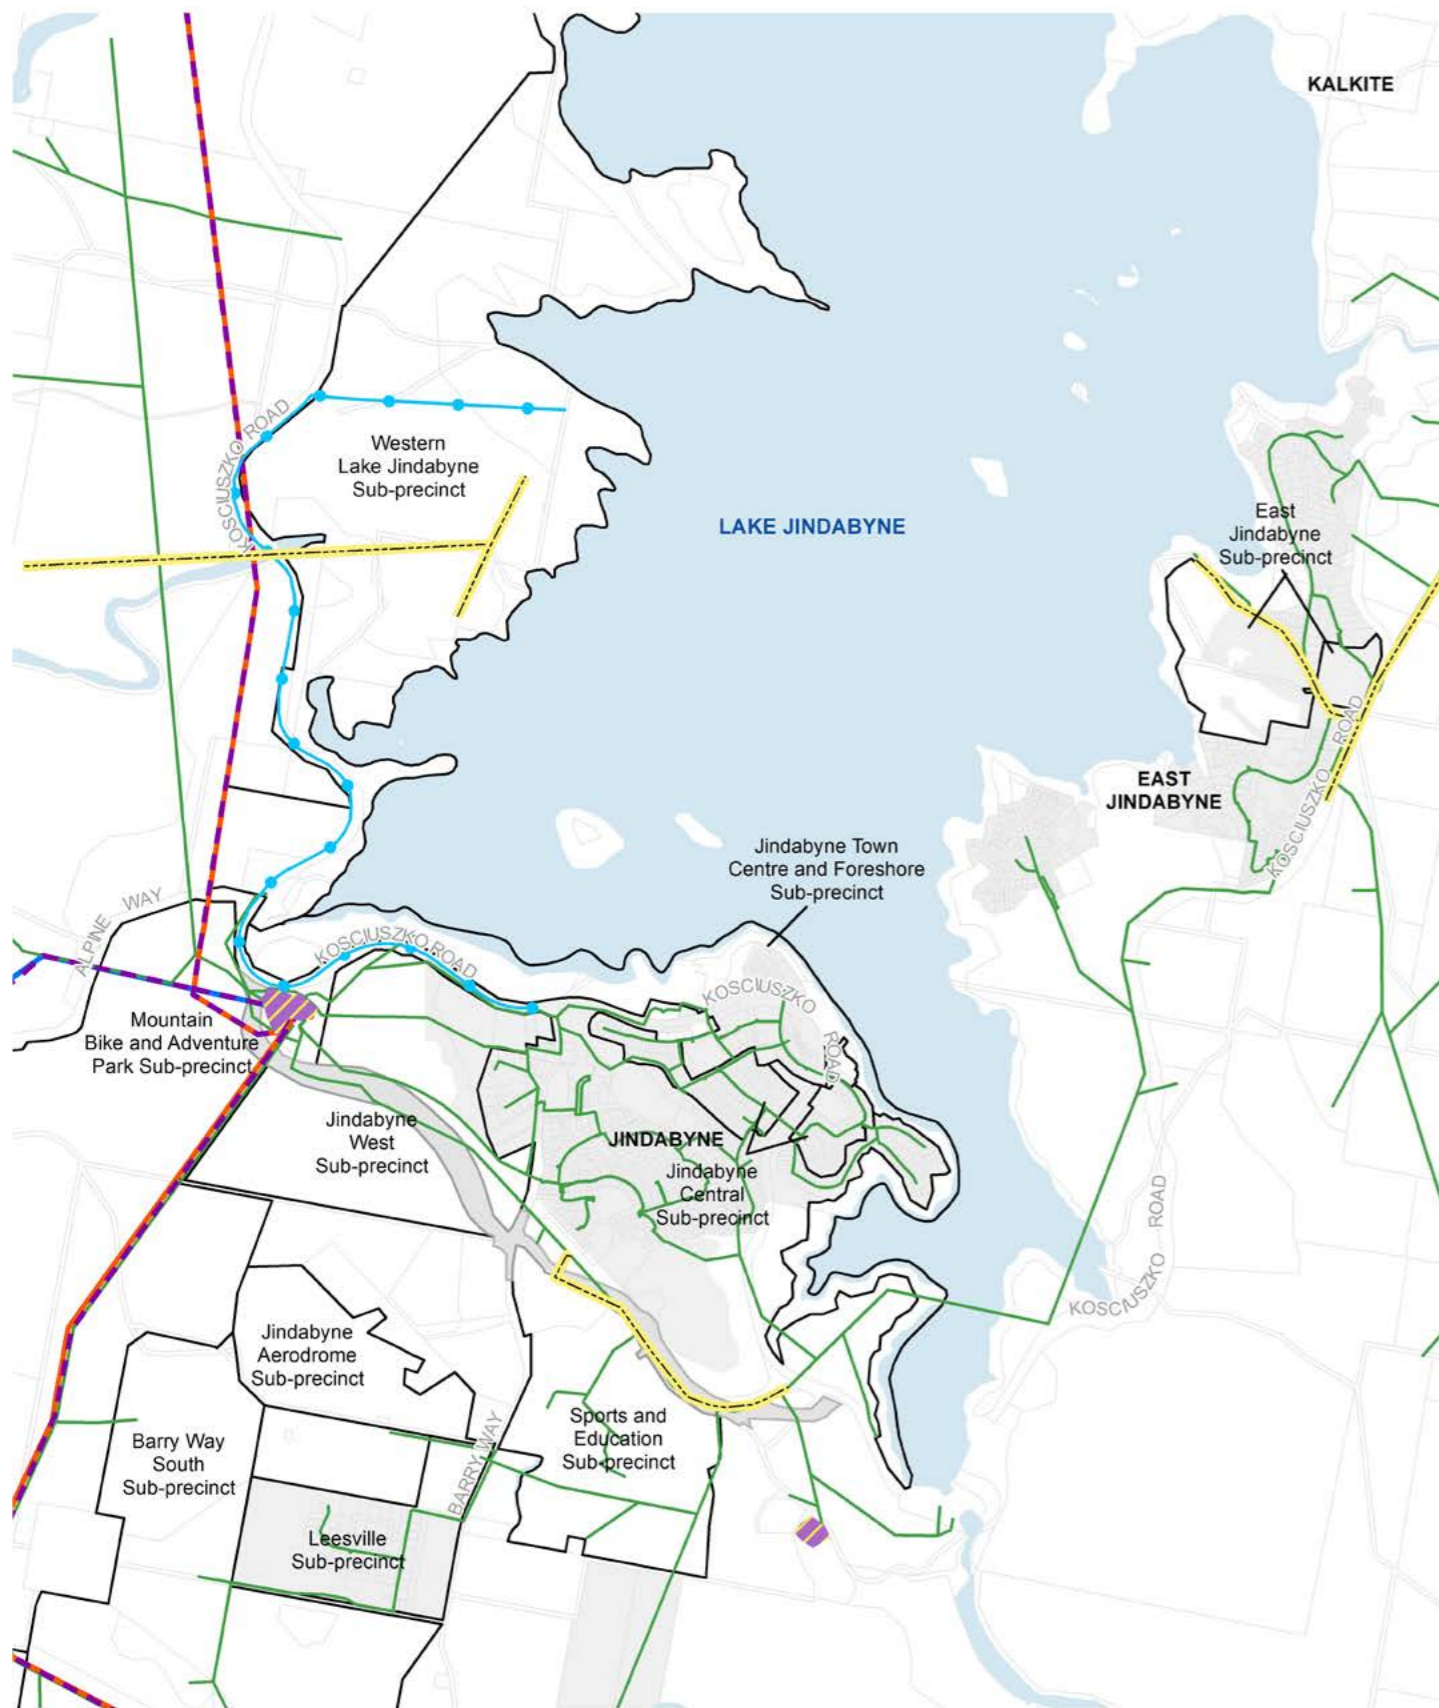 KALKITE
KOSCIUSZKO ROAD
KOSCIUSZKO ROAD
Western
Lake Jindabyne
Sub-precinct
LAKE JINDABYNE
East
Jindabyne
Sub-precinct
EAST
JINDABYNE
KOSCIUSZKO ROAD
Jindabyne Town
Centre and Foreshore
Sub-precinct
ALPINE WAY
KOSCIUSZKO ROAD
KOSCIUSZKO ROAD
Mountain
Bike and Adventure
Park Sub-precinct
Jindabyne
West
Sub-precinct
JINDABYNE
Jindabyne
Central
Sub-precinct
KOSCIUSZKO ROAD
Jindabyne
Aerodrome
Sub-precinct
Barry Way
South
Sub-precinct
BARRY WAY
Sports and
Education
Sub-precinct
Leesville
Sub-precinct